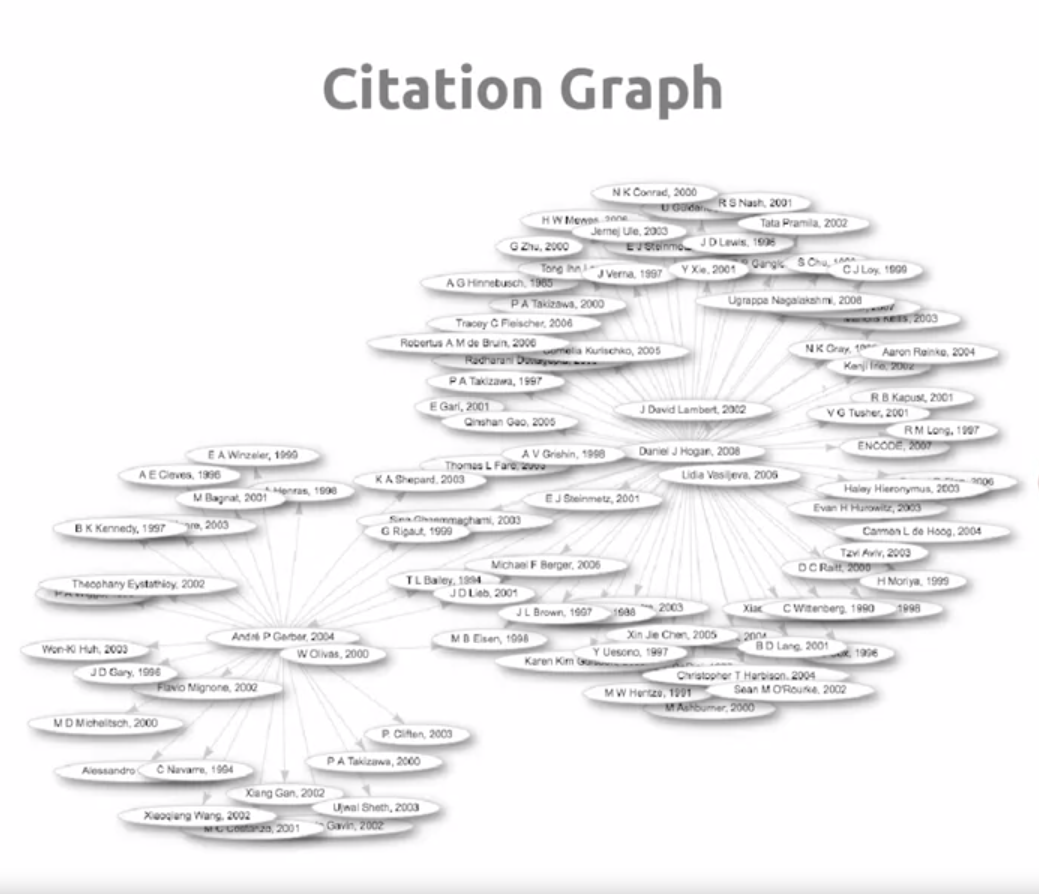 Citation Graph
N K Conrad, 2000
R S Nash, 2001
H W Mewes, 2006
Tata Pramila, 2002
Jernej Ule, 2003
E J Steinmo
J D Lewis, 1996
G Zhu, 2000
S Chu,
C J Loy, 1999
J Verna, 1997
Y Xie, 2001
A G Hinnebusch, 1985
Ugrappa Nagalakshmi, 2008
P A Takizawa, 2000
2003
Tracey C Fleischer, 2006
Robertus A M de Bruin, 2006
Kurischko, 2005
N K Gray,
Aaron Reinke, 2004
Kenji Irie, 2002
P A Takizawa, 1997
R B Kapust, 2001
E Gari, 2001
J David Lambert, 2002
V G Tusher, 2001
Qinshan Gao, 2005
R M Long, 1997
ENCODE, 2007
Daniel J Hogan, 2008
A V Grishin, 1998
E A Winzeler, 1999
Thomas L
A E Cleves, 1996
K A Shepard, 2003
Lidia Vasiljeva, 2006
2006
Haley Hieronymus, 2003
Henras, 1998
M Bagnat, 2001
E J Steinmetz, 2001
Evan H Hurowitz, 2003
B K Kennedy, 1997
2003
Sina Ghaemmaghami, 2003
G Rigaut, 1999
Carmen L de Hoog, 2004
Tzvi Aviv, 2003
Michael F Berger, 2006
D C Raitt, 2000
T L Bailey, 1994
H Moriya, 1999
Theophany Eystathioy, 2002
J D Lieb, 2001
J L Brown, 1997
1986
2003
C Wittenberg, 1990
1998
André P Gerber, 2004
M B Eisen, 1998
Xin Jie Chen, 2005
2004
B D Lang, 2001
1996
Won-Ki Huh, 2003
W Olivas, 2000
Y Uesono, 1997
Karen Kim
J D Gary, 1996
Christopher T Harbison, 2004
Flavio Mignone, 2002
M W Hentze, 1991
Sean M O'Rourke, 2002
M Ashburner, 2000
M D Michelitsch, 2000
P. Cliften, 2003
P A Takizawa, 2000
Alessandro
C Navarre, 1994
Xiang Gan, 2002
Ujwal Sheth, 2003
Xiaoqiang Wang, 2002
M C Costanzo, 2001
Gavin, 2002